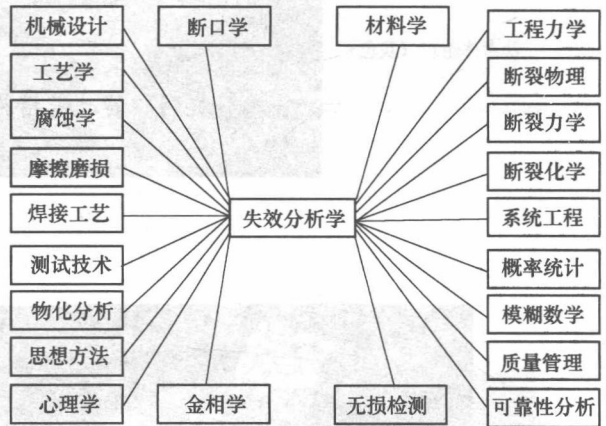 机械设计
断口学
材料学
工程力学
工艺学
断裂物理
腐蚀学
断裂力学
摩擦磨损
断裂化学
焊接工艺
失效分析学
系统工程
测试技术
概率统计
物化分析
模糊数学
思想方法
质量管理
心理学
金相学
无损检测
可靠性分析